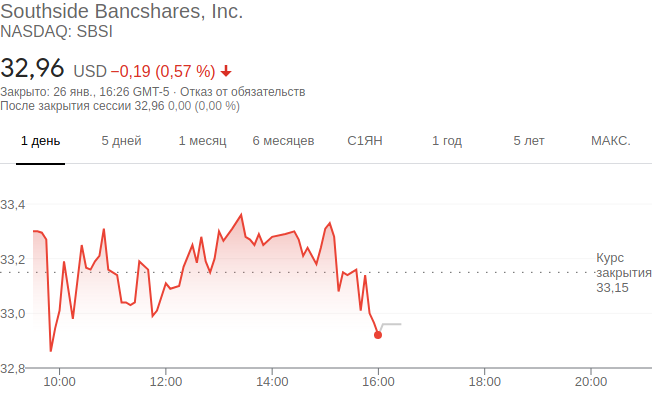 Southside Bancshares, Inc.
NASDAQ: SBSI
32,96 USD −0,19 (0,57 %)
Закрыто: 26 янв., 16:26 GMT-5 · Отказ от обязательств
После закрытия сессии 32,96 0,00 (0,00 %)
1 день 5 дней 1 месяц 6 месяцев С1ЯН 1 год 5 лет МАКС.
33,4
33,2
33,0
32,8
Курс
закрытия
33,15
10:00 12:00 14:00 16:00 18:00 20:00